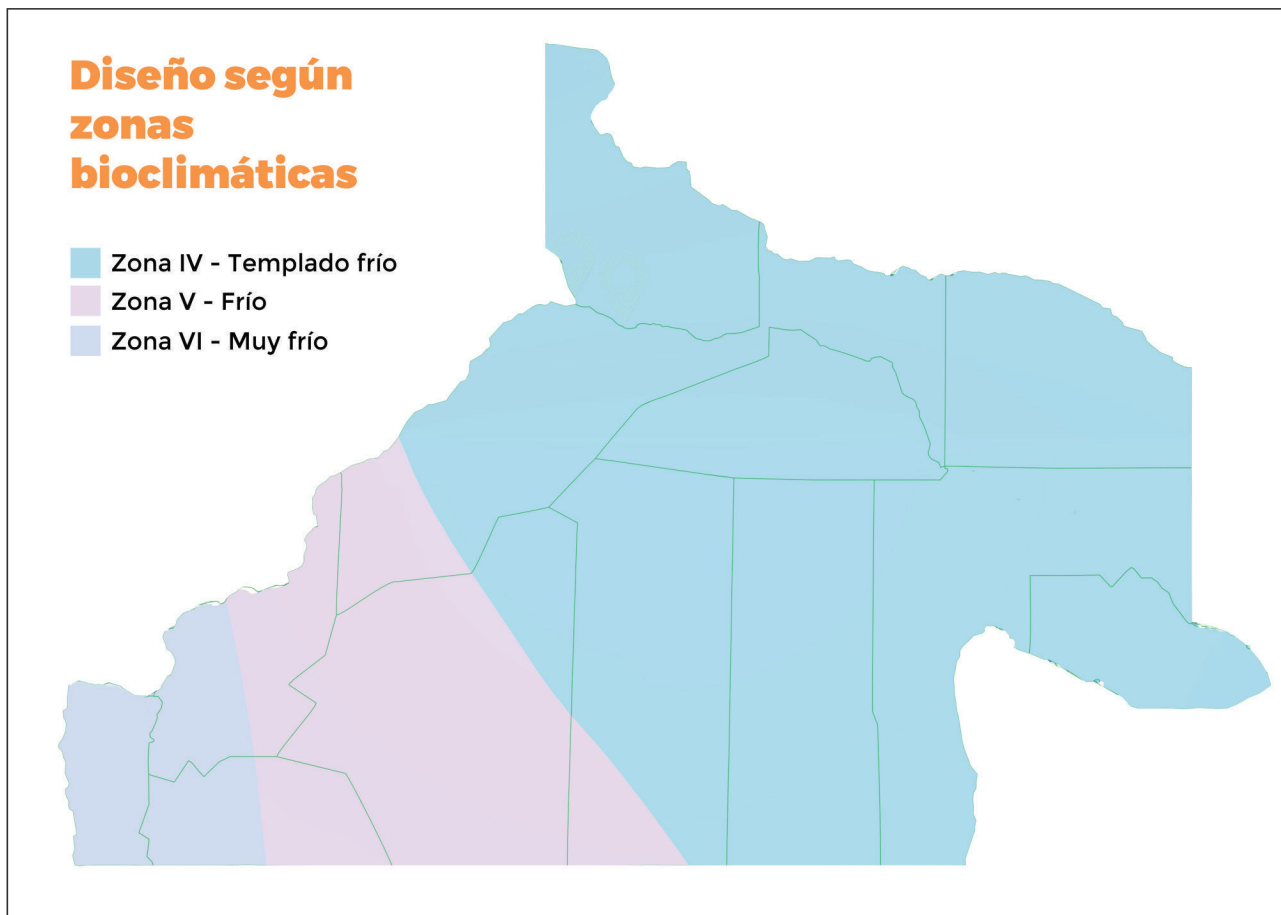 Diseño según
zonas
bioclimáticas
Zona IV - Templado frío
Zona V - Frío
Zona VI - Muy frío